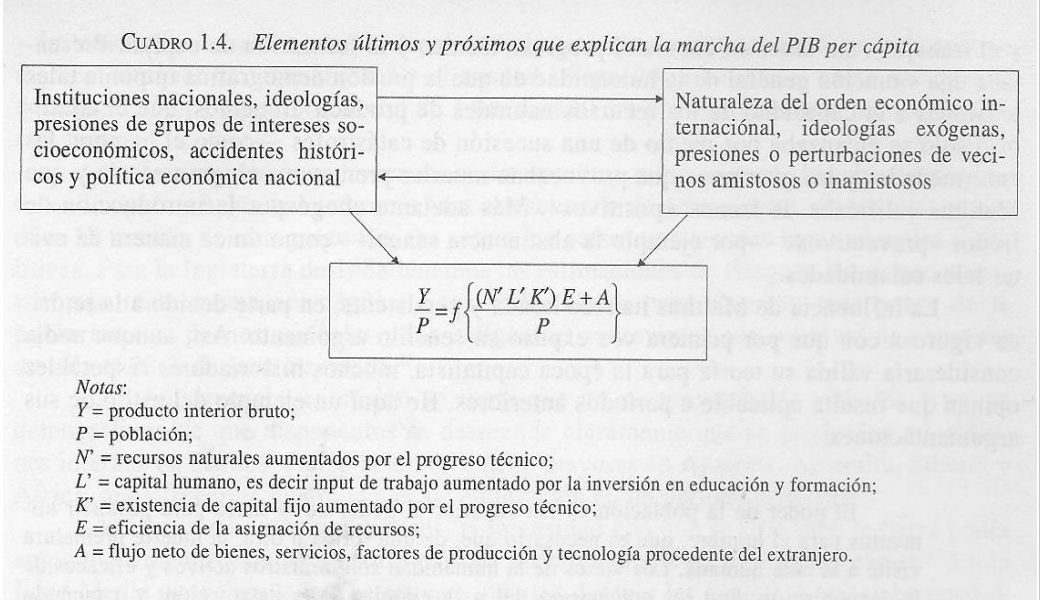 CUADRO 1.4. Elementos últimos y próximos que explican la marcha del PIB per cápita
Instituciones nacionales, ideologías,
presione de grupos de intereses so-
cioeconomicos, accidentes históri-
cos y política económica nacional
Naturaleza del orden económico in-
ternaciónal, ideologías exógenas,
presiones o perturbaciones de veci-
nos amistosos o inamistosos
Y/P = f{(N' L' K') E + A / P}
Notas:
Y = producto interior bruto;
P = población;
N' = recursos naturales aumentados por el progreso técnico;
L' = capital humano, es decir input de trabajo aumentado por la inversión en educación y formación;
K' = existencia de capital fijo aumentado por el progreso técnico;
E = eficiencia de la asignación de recursos;
A = flujo neto de bienes, servicios, factores de producción y tecnología procedente del extranjero.